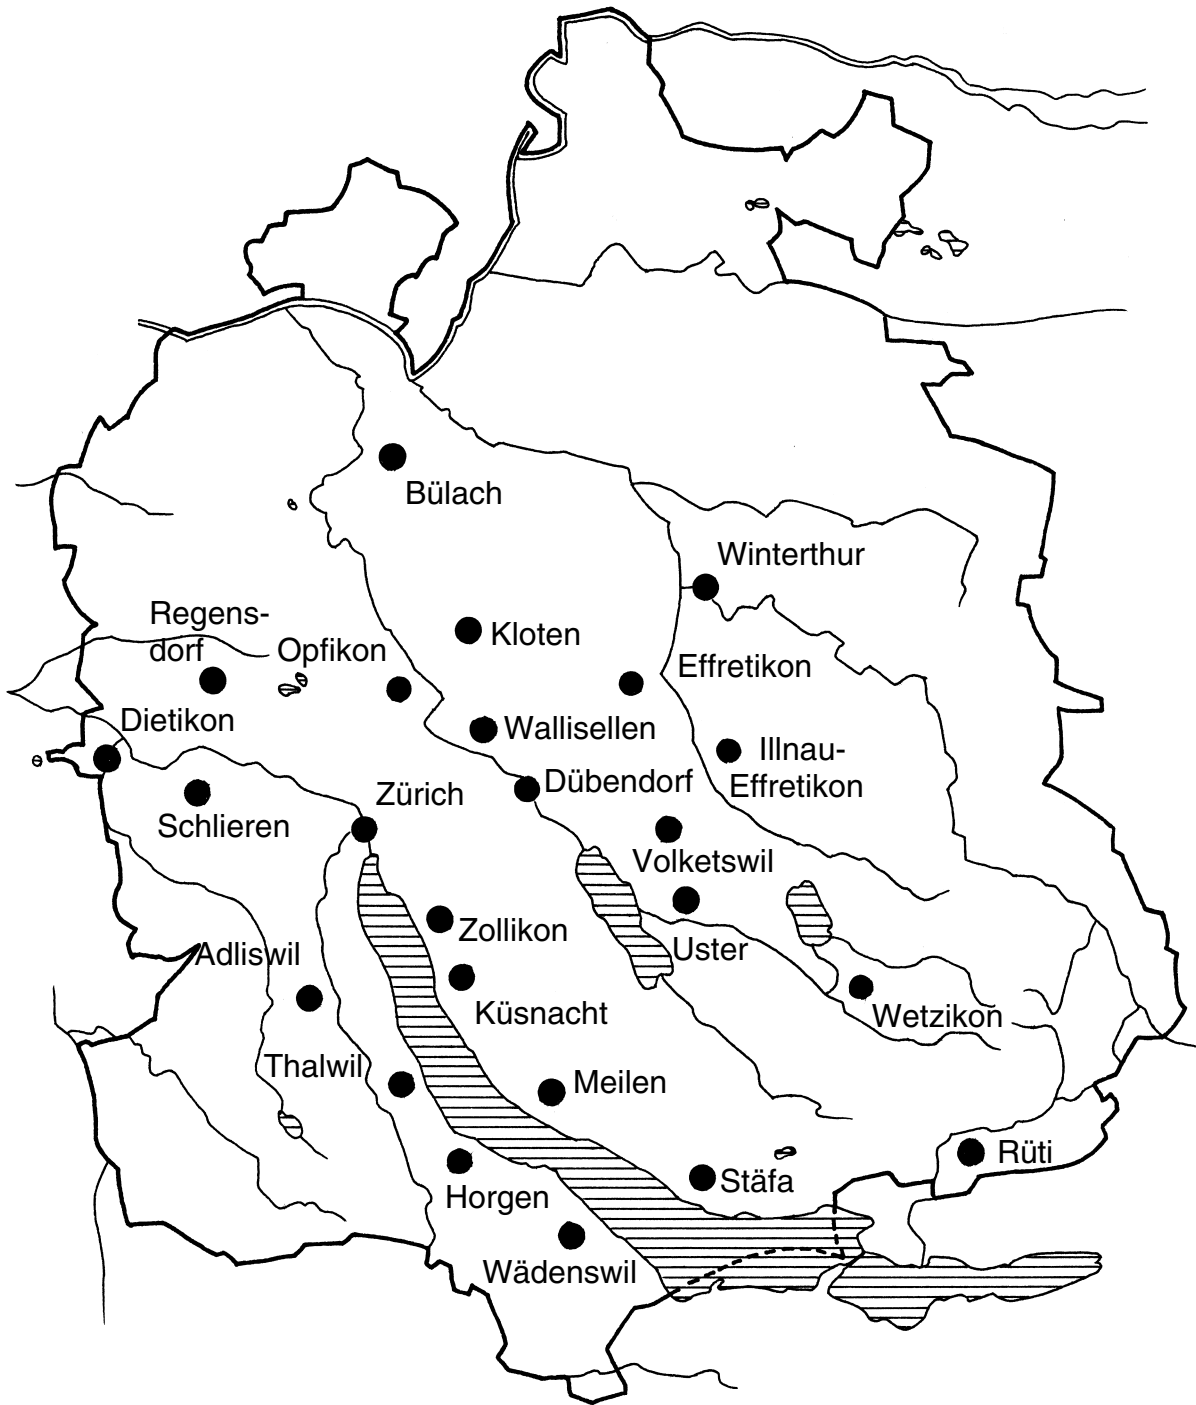 Bülach
Winterthur
Regens-
dorf
Opfikon
Kloten
Effretikon
Dietikon
Wallisellen
Illnau-
Effretikon
Dübendorf
Zürich
Schlieren
Volketswil
Zollikon
Uster
Adliswil
Küsnacht
Wetzikon
Thalwil
Meilen
Rüti
Stäfa
Horgen
Wädenswil